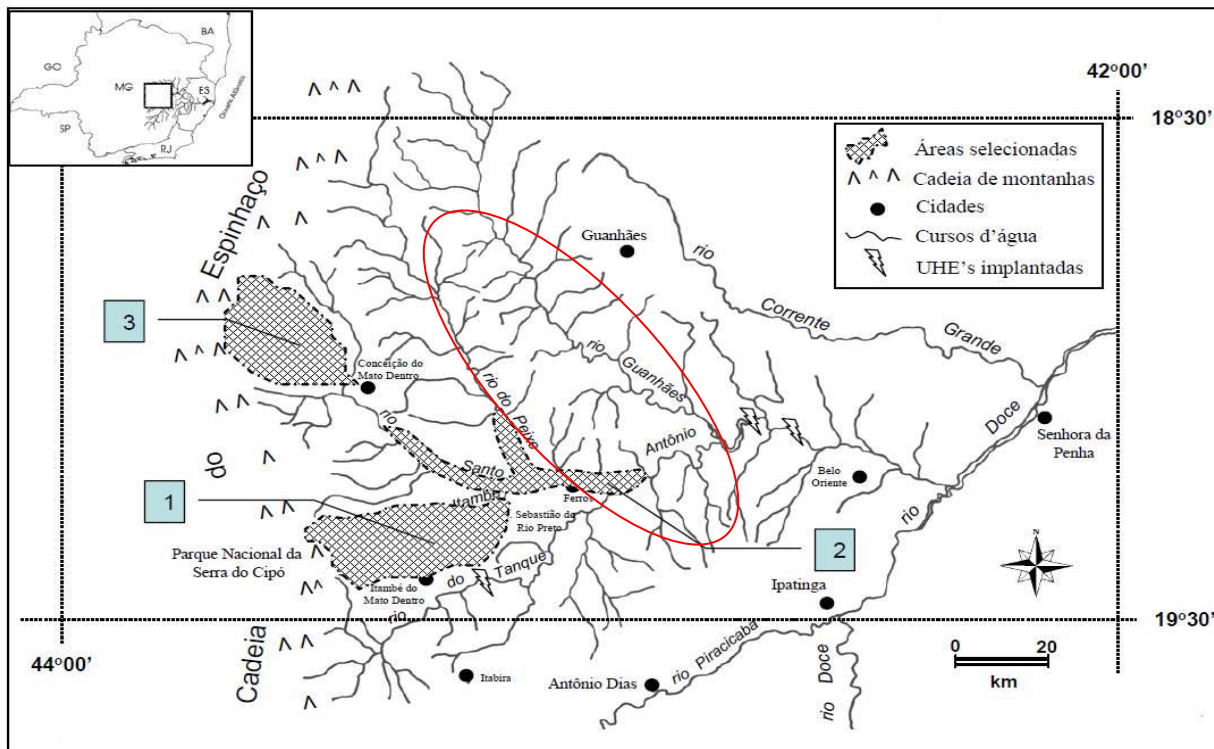 BA
GO
MG
ES
SP
RJ
Oceano Atlântico
42°00'
18°30'
Áreas selecionadas
Cadeia de montanhas
Cidades
Cursos d'água
UHE's implantadas
Espinhaço
do
Cadeia
Guanhães
rio
Corrente
Grande
3
Conceição do
Mato Dentro
rio do Peixe
rio
Guanhães
rio
Santo
Antônio
Doce
rio
Senhora da
Penha
Belo
Oriente
1
Itambé
Ferros
Sebastião do
Rio Preto
Parque Nacional da
Serra do Cipó
2
Itambé do
Mato Dentro
rio
do
Tanque
Ipatinga
N
19°30'
44°00'
Itabira
Antônio Dias
rio Piracicaba
rio Doce
0
20
km